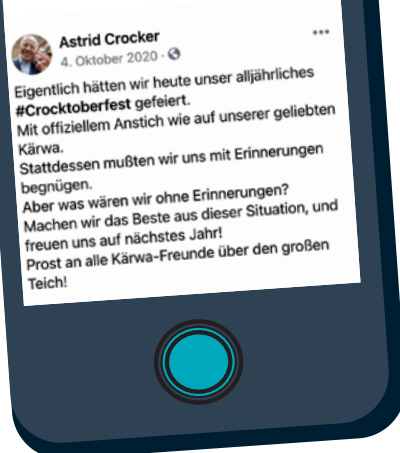 Astrid Crocker
4. Oktober 2020 ·
Eigentlich hätten wir heute unser alljährliches
#Crocktoberfest gefeiert.
Mit offiziellem Anstich wie auf unserer geliebten
Kärwa.
Stattdessen mußten wir uns mit Erinnerungen
begnügen.
Aber was wären wir ohne Erinnerungen?
Machen wir das Beste aus dieser Situation, und
freuen uns auf nächstes Jahr!
Prost an alle Kärwa-Freunde über den großen
Teich!